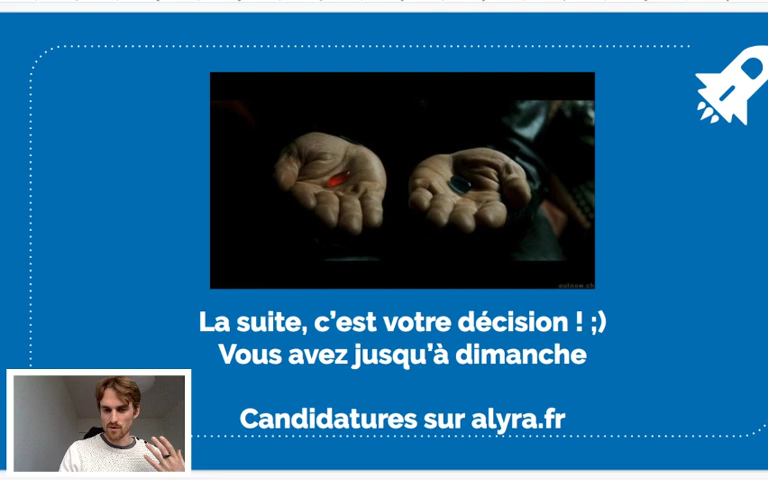 La suite, c'est votre décision ! ;)
Vous avez jusqu'à dimanche
Candidatures sur alyra.fr